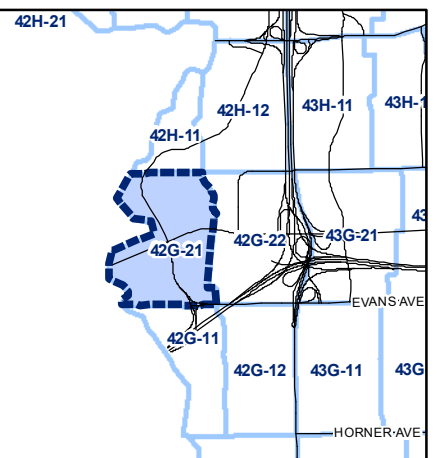 42H-21
42H-12
43H-11
43H-1
42H-11
43
42G-21
42G-22
43G-21
EVANS AVE
42G-11
42G-12
43G-11
43G
HORNER AVE